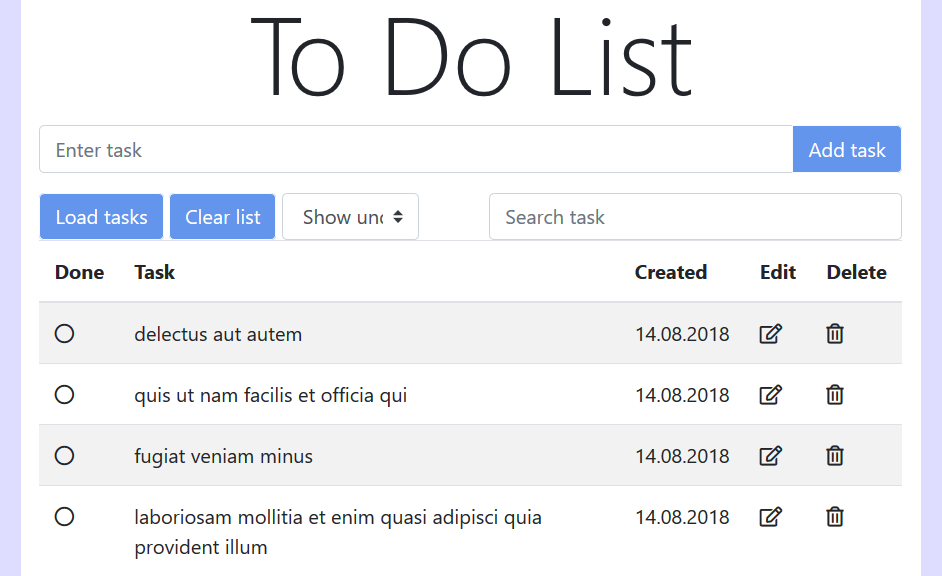 To Do List
Enter task Add task
Load tasks Clear list Show und Search task
Done Task Created Edit Delete
delectus aut autem 14.08.2018
quis ut nam facilis et officia qui 14.08.2018
fugiat veniam minus 14.08.2018
laboriosam mollitia et enim quasi adipisci quia 14.08.2018
provident illum